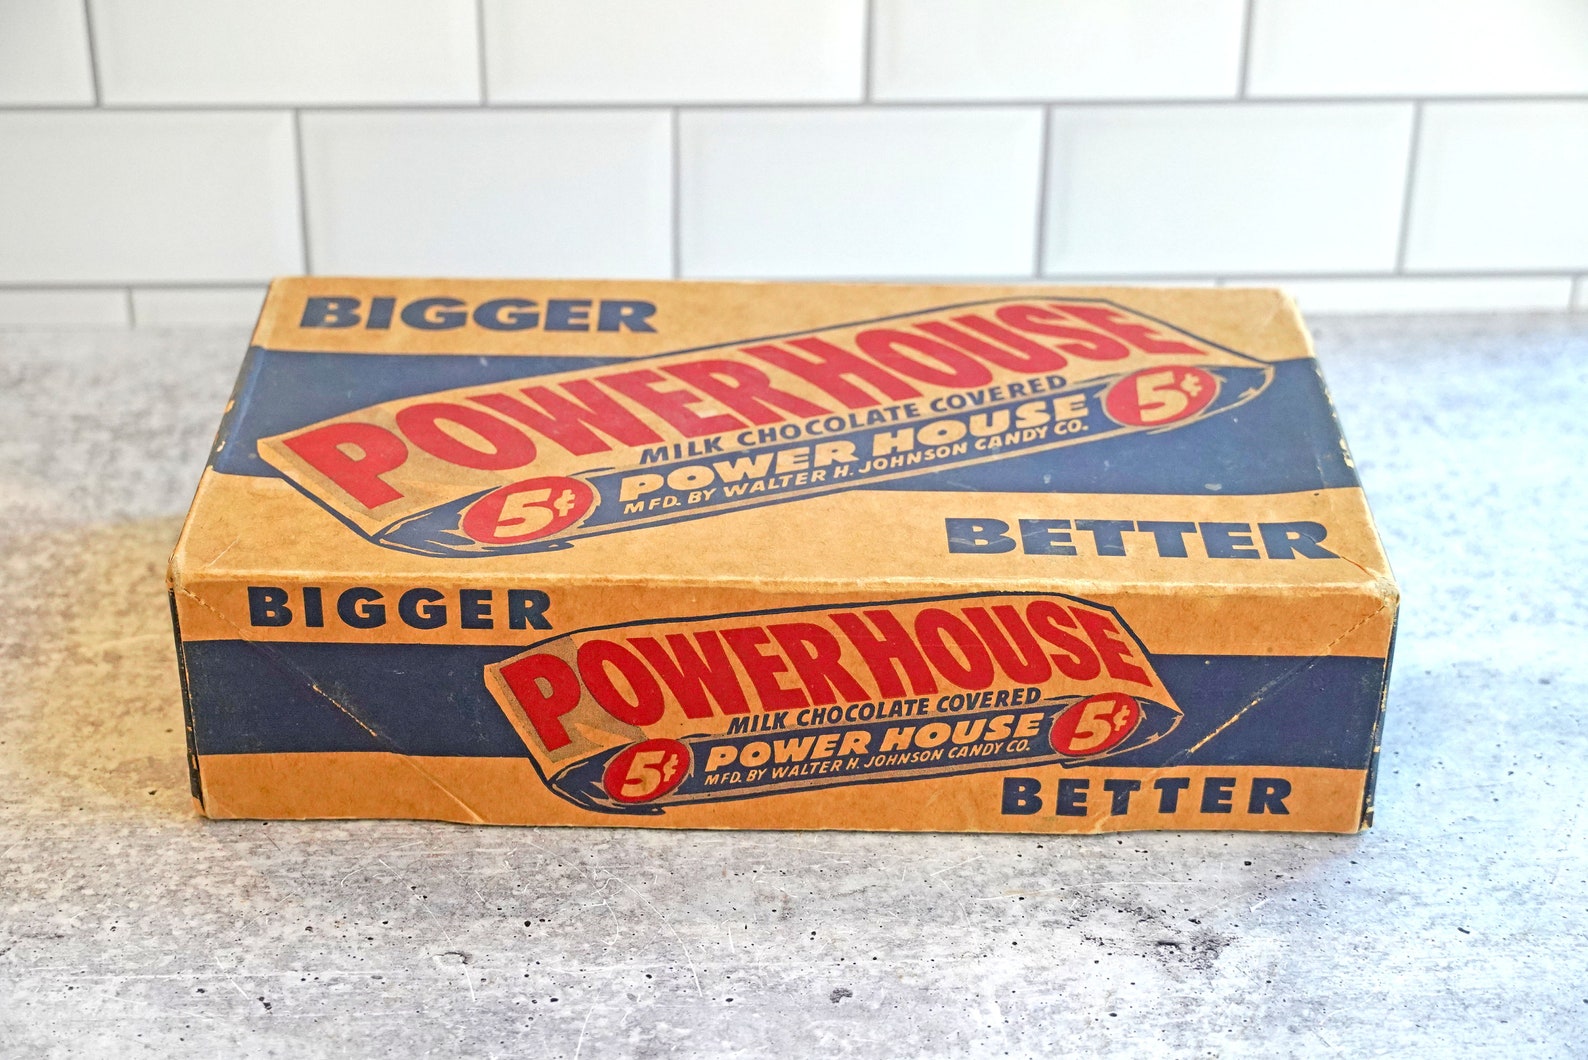 BIGGER
POWERHOUSE
MILK CHOCOLATE COVERED
5¢ POWER HOUSE 5¢
MFD. BY WALTER H. JOHNSON CANDY CO.
BETTER
BIGGER
POWERHOUSE
MILK CHOCOLATE COVERED
5¢ POWER HOUSE 5¢
MFD. BY WALTER H. JOHNSON CANDY CO.
BETTER